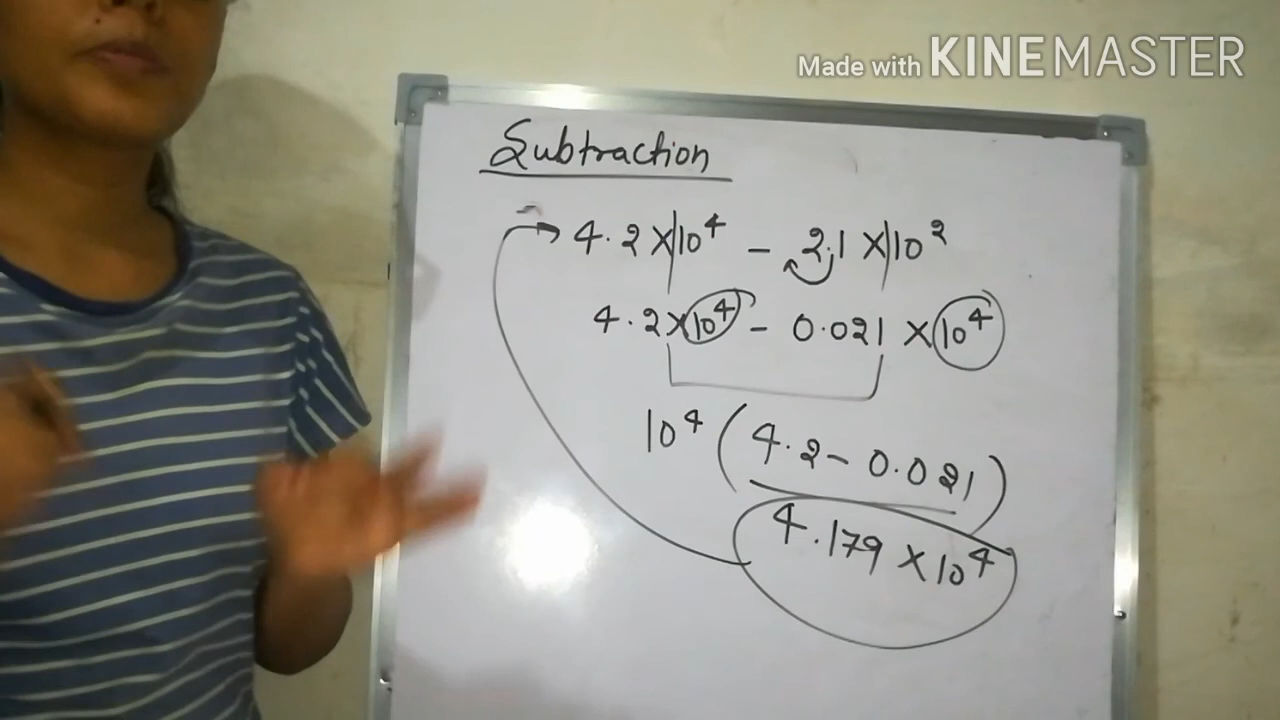 Made with KINEMASTER
Subtraction
4.2 × 10⁴ – 2.1 × 10²
4.2 × 10⁴ – 0.021 × 10⁴
10⁴ (4.2 – 0.021)
4.179 × 10⁴